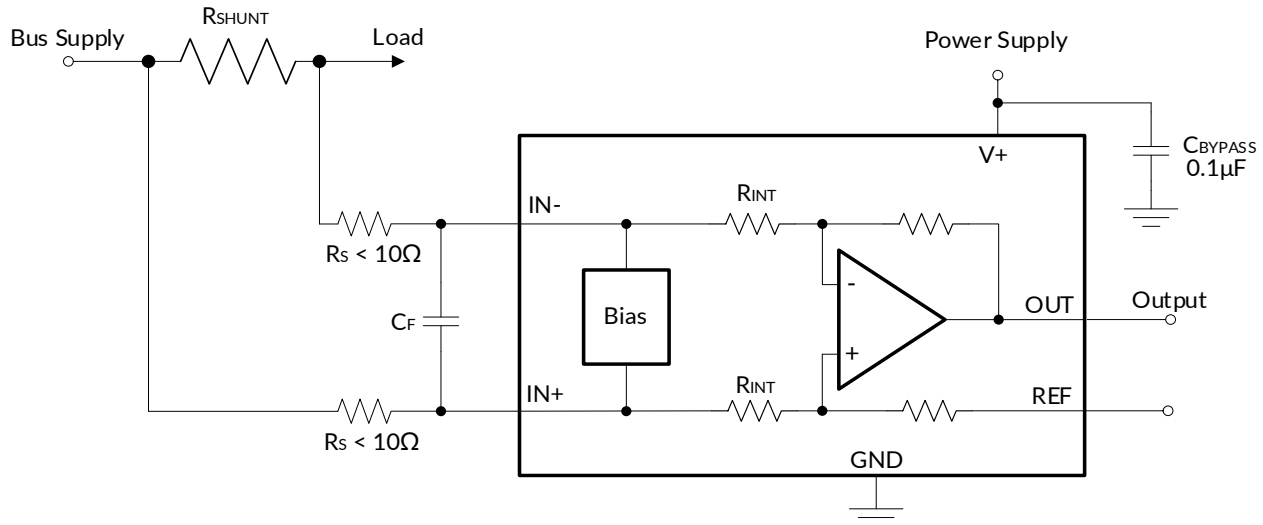 RSHUNT
Bus Supply
Load
Power Supply
V+
CBYPASS
0.1µF
IN-
RINT
RS < 10Ω
-
CF
Bias
OUT
Output
+
IN+
RINT
REF
RS < 10Ω
GND